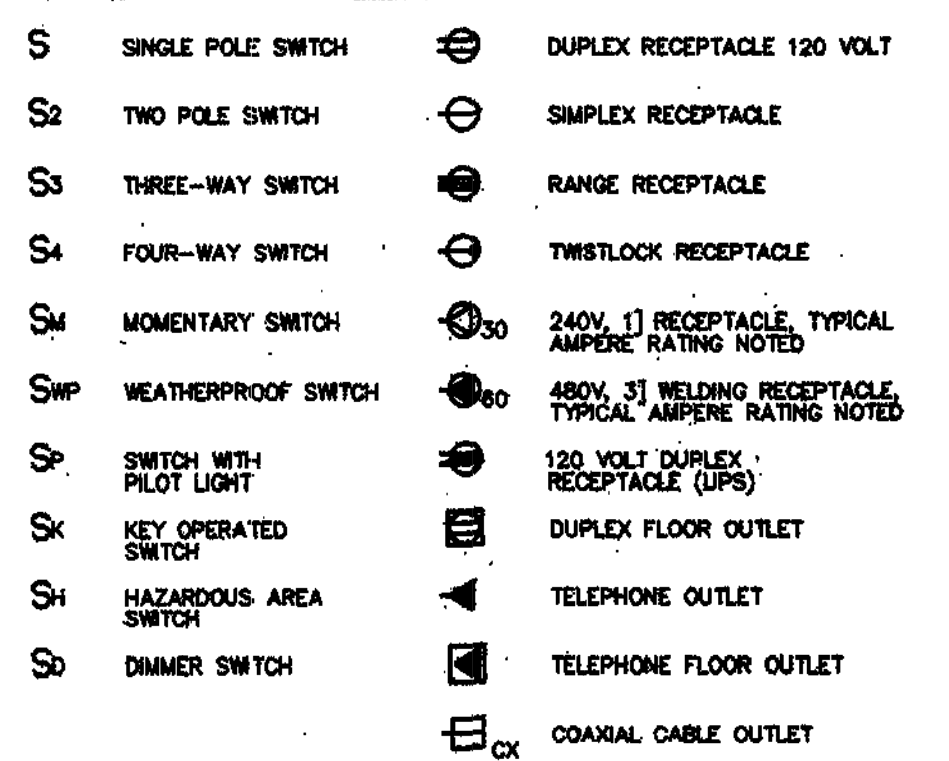 S SINGLE POLE SWITCH DUPLEX RECEPTACLE 120 VOLT
S2 TWO POLE SWITCH SIMPLEX RECEPTACLE
S3 THREE-WAY SWITCH RANGE RECEPTACLE
S4 FOUR-WAY SWITCH TWISTLOCK RECEPTACLE
SM MOMENTARY SWITCH 30 240V, 1] RECEPTACLE, TYPICAL
AMPERE RATING NOTED
SWP WEATHERPROOF SWITCH 60 480V, 3] WELDING RECEPTACLE,
TYPICAL AMPERE RATING NOTED
SP SWITCH WITH 120 VOLT DUPLEX
PILOT LIGHT RECEPTACLE (UPS)
SK KEY OPERATED DUPLEX FLOOR OUTLET
SWITCH
SH HAZARDOUS AREA TELEPHONE OUTLET
SWITCH
SD DIMMER SWITCH TELEPHONE FLOOR OUTLET
CX COAXIAL CABLE OUTLET